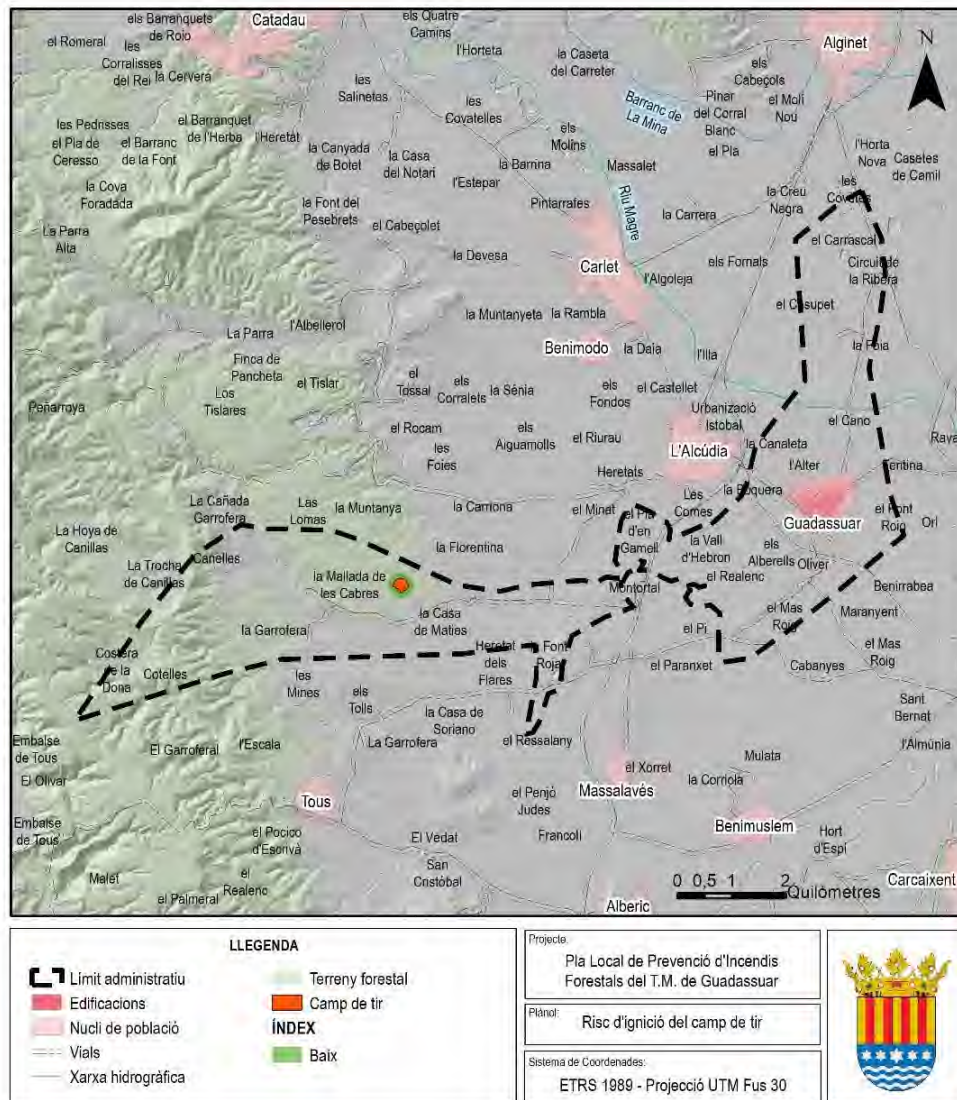 els Barranquets
de Roio
Catadau
els Quatre
Camins
Alginet
N
el Romeral
les
Corralisses
del Rei
la Cervera
l'Horteta
la Caseta
del Carreter
els
Cabeçols
les
Salinetes
les
Covatelles
Barranc de
La Mina
Pinar
del Corral
Blanc
el Molí
Nou
les Pedrisses
el Pla de
Ceresso
el Barranquet
de l'Herba
el Barranc
de la Font
l'Heretat
la Canyada
de Botet
la Casa
del Notari
els
Molins
la Barrina
Massalet
el Pla
l'Horta
Nova
Casetes
de Camil
la Cova
Foradada
l'Estepar
les
Covates
la Font del
Pesebrets
Pintarrales
Riu Magre
la Carrera
la Creu
Negra
La Parra
Alta
el Cabeçolet
el Carrascal
la Devesa
Carlet
l'Algoleja
els Fornals
Circuit de
la Ribera
el Casupet
La Parra
l'Albellerol
la Muntanyeta
la Rambla
Benimodo
la Daia
l'Illa
la Foia
Finca de
Pancheta
el Tislar
Los
Tislares
Peñarroya
el
Tossal
els
Corralets
la Sénia
els
Fondos
el Castellet
Urbanizació
Istobal
el Cano
el Rocam
les
Foies
els
Aiguamolls
el Riurau
L'Alcúdia
la Canaleta
l'Alter
Heretats
la Boquera
Guadassuar
La Cañada
Garrofera
Las
Lomas
la Muntanya
la Carriona
el Minat
Les
Comes
el Pont
Roig
La Hoya de
Canillas
el Pla
d'en
Gamell
la Vall
d'Hebron
la Florentina
La Trocha
de Canillas
Canelles
els
Alberells
Oliver
la Mallada de
les Cabres
Montortal
el Realenc
Benirrabea
la Casa
de Maties
el Mas
Roig
Maranyent
la Garrofera
el Pi
Heretat
dels
Flares
la Font
Roja
el Mas
Roig
Costera
de la
Dona
Cotelles
el Paranxet
Cabanyes
les
Mines
els
Tolls
la Casa de
Soriano
Sant
Bernat
Embalse
de Tous
El Garroferal
l'Escala
La Garrofera
el Ressalany
l'Almúnia
El Olivar
el Xorret
Mulata
la Corriola
Tous
Massalavés
el Penjó
Judes
Benimuslem
Embalse
de Tous
el Pocico
d'Escrivà
El Vedat
Francolí
Hort
d'Espí
San
Cristóbal
Malet
el
Realenc
el Palmeral
Alberic
0 0,5 1 2
Quilòmetres
Carcaixent
LLEGENDA
Límit administratiu
Edificacions
Nucli de població
Vials
Xarxa hidrogràfica
Terreny forestal
Camp de tir
ÍNDEX
Baix
Projecte:
Pla Local de Prevenció d'Incendis
Forestals del T.M. de Guadassuar
Plànol:
Risc d'ignició del camp de tir
Sistema de Coordenades:
ETRS 1989 - Projecció UTM Fus 30